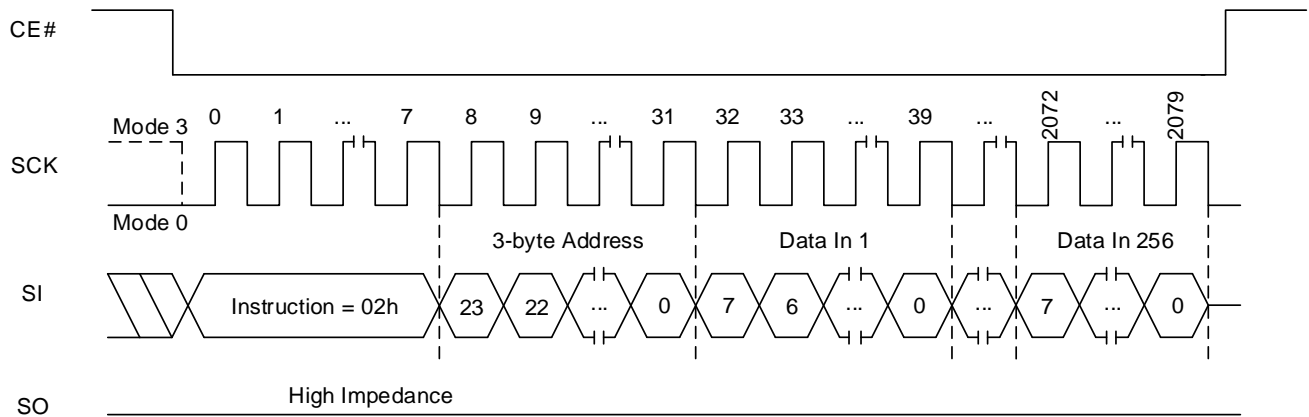 CE#
Mode 3
0 1 ... 7 8 9 ... 31 32 33 ... 39 ... 2072 ... 2079
SCK
Mode 0
3-byte Address Data In 1 Data In 256
SI
Instruction = 02h 23 22 ... 0 7 6 ... 0 ... 7 ... 0
High Impedance
SO